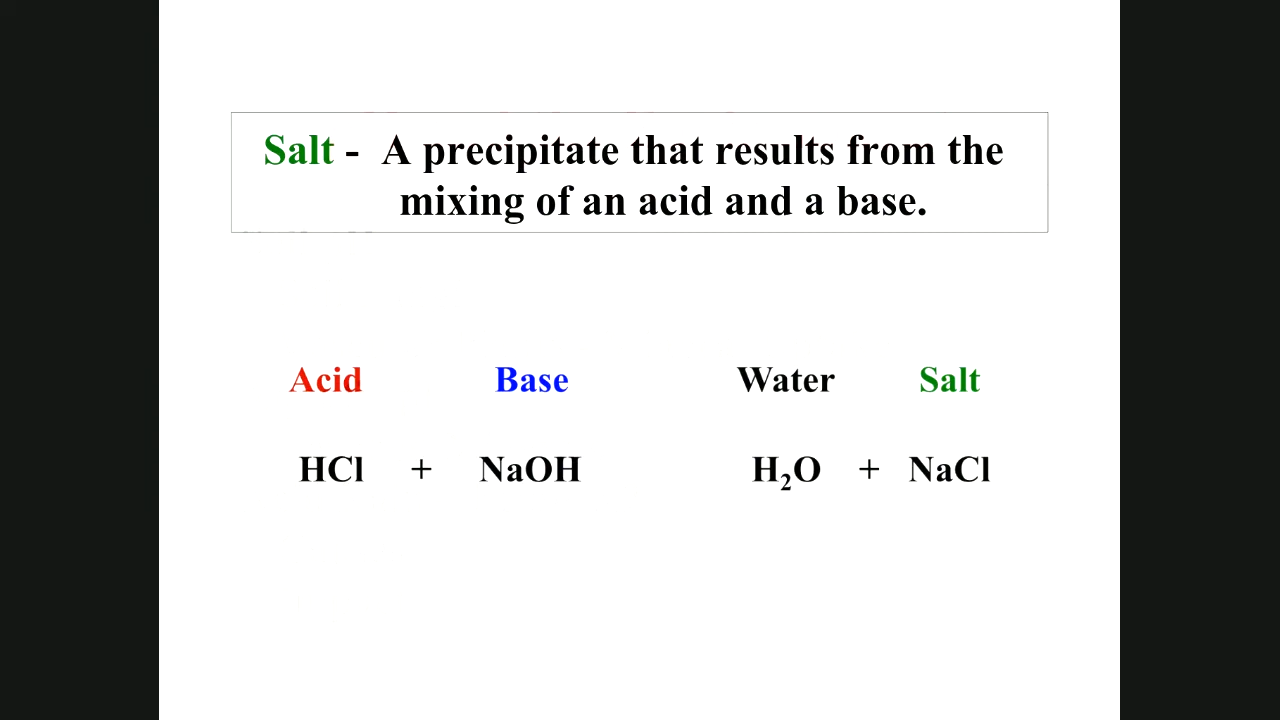 Salt - A precipitate that results from the
mixing of an acid and a base.
Acid Base Water Salt
HCl + NaOH H₂O + NaCl